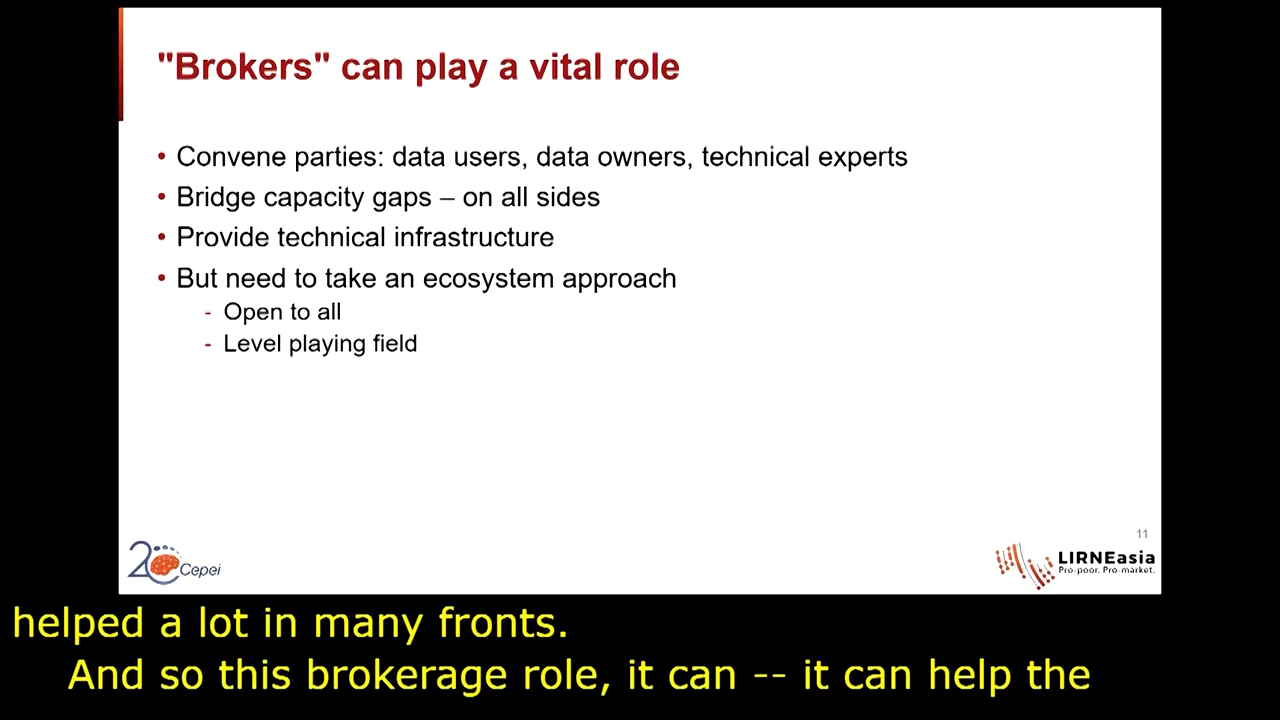 "Brokers" can play a vital role
• Convene parties: data users, data owners, technical experts
• Bridge capacity gaps – on all sides
• Provide technical infrastructure
• But need to take an ecosystem approach
- Open to all
- Level playing field
11
20 Cepei
LIRNEasia
Pro-poor. Pro-market.
helped a lot in many fronts.
And so this brokerage role, it can -- it can help the